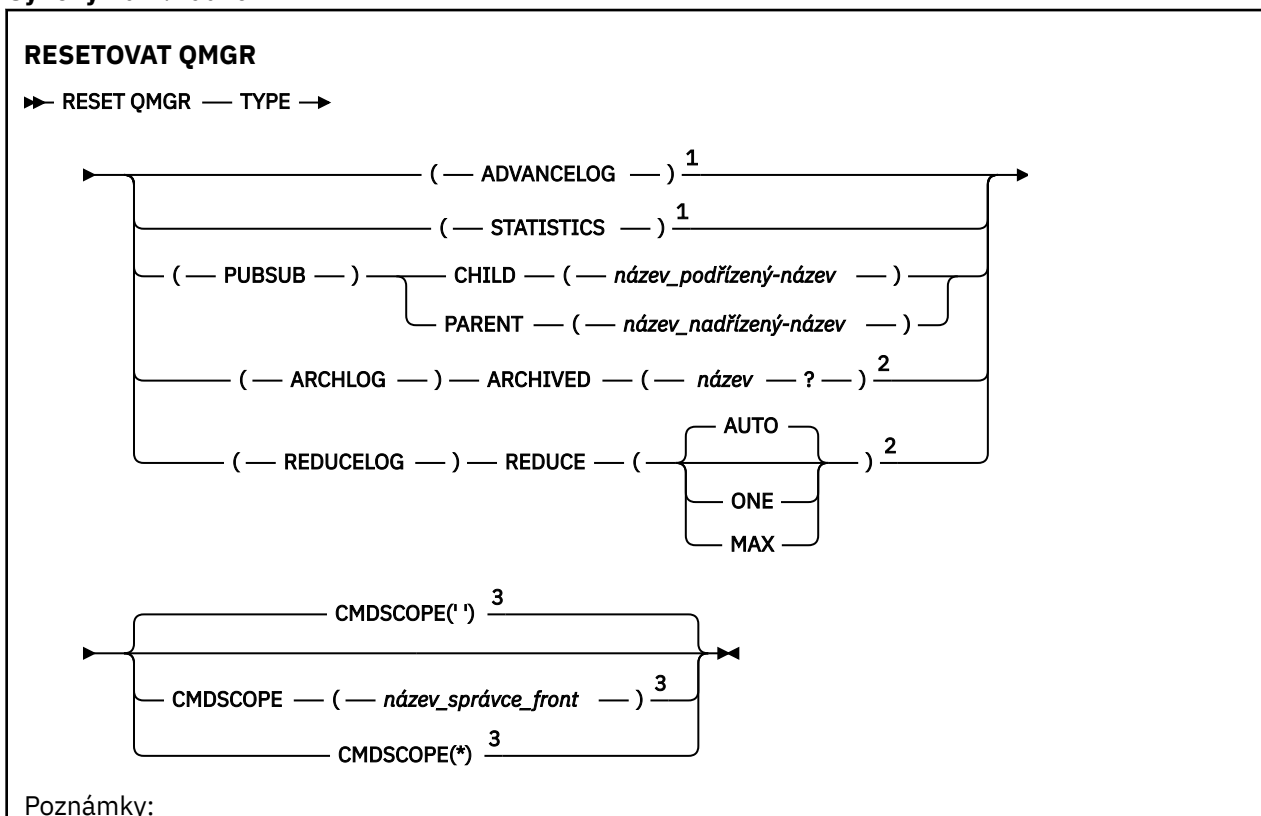 RESETOVAT QMGR
RESET QMGR — TYPE
( — ADVANCELOG — ) 1
( — STATISTICS — ) 1
( — PUBSUB — ) CHILD — ( — název_podřízený-název — )
PARENT — ( — název_nadřízený-název — )
( — ARCHLOG — ) — ARCHIVED — ( — název — ? — ) 2
AUTO
( — REDUCELOG — ) — REDUCE — ( — ) 2
ONE
MAX
CMDSCOPE(' ') 3
CMDSCOPE — ( — název_správce_front — ) 3
CMDSCOPE(*) 3
Poznámky: